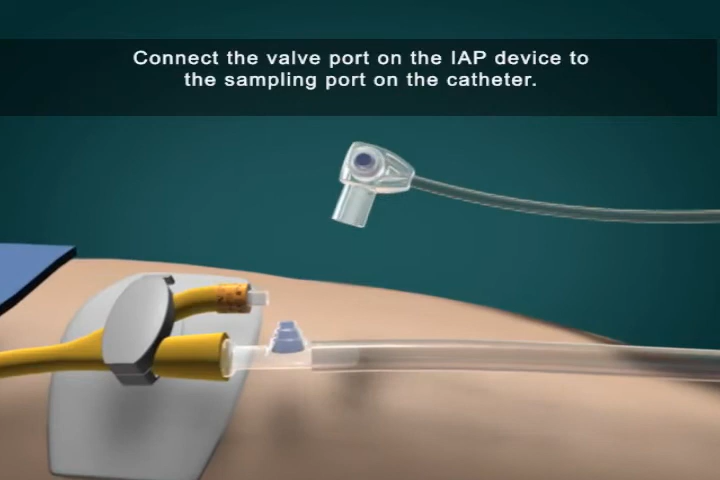 Connect the valve port on the IAP device to
the sampling port on the catheter.